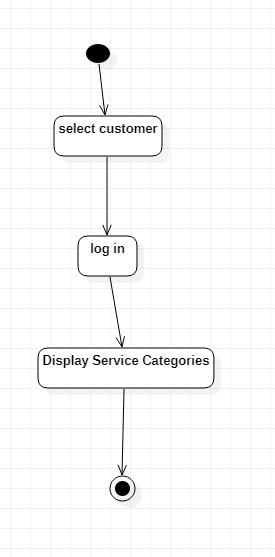 select customer
log in
Display Service Categories